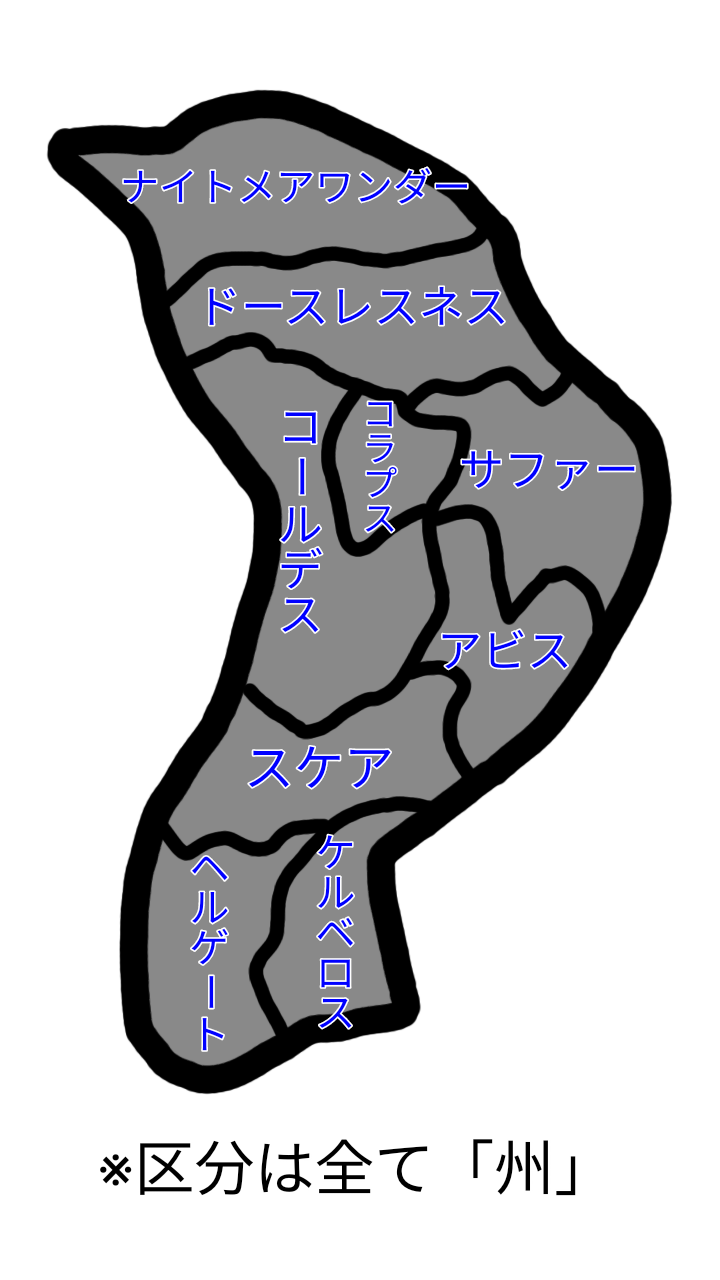 ナイトメアワンダー
ドースレスネス
コールデス
コラプス
サファー
アビス
スケア
ヘルゲート
ケルベロス
※区分は全て「州」